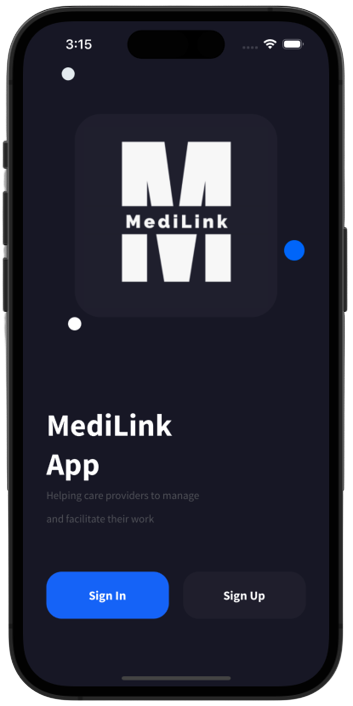 3:15
MediLink
MediLink
App
Helping care providers to manage
and facilitate their work
Sign In
Sign Up